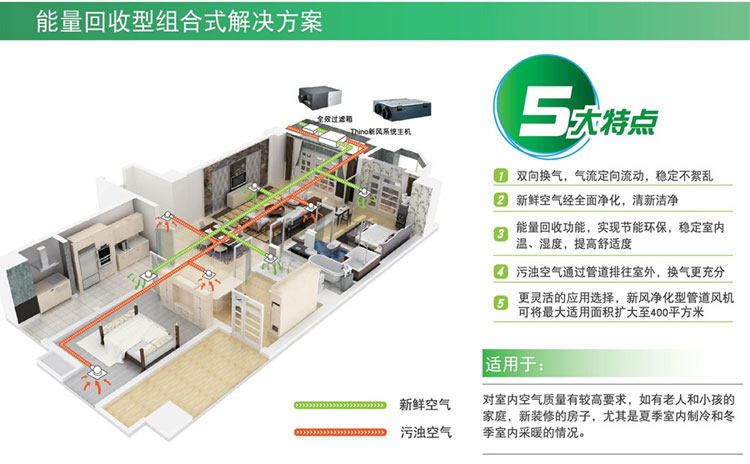 能量回收型组合式解决方案
全效过滤箱
Thino新风系统主机
5大特点
1 双向换气，气流定向流动，稳定不絮乱
2 新鲜空气经全面净化，清新洁净
3 能量回收功能，实现节能环保，稳定室内
温、湿度，提高舒适度
4 污浊空气通过管道排往室外，换气更充分
5 更灵活的应用选择，新风净化型管道风机
可将最大适用面积扩大至400平方米
适用于：
对室内空气质量有较高要求，如有老人和小孩的
家庭，新装修的房子，尤其是夏季室内制冷和冬
季室内采暖的情况。
新鲜空气
污浊空气